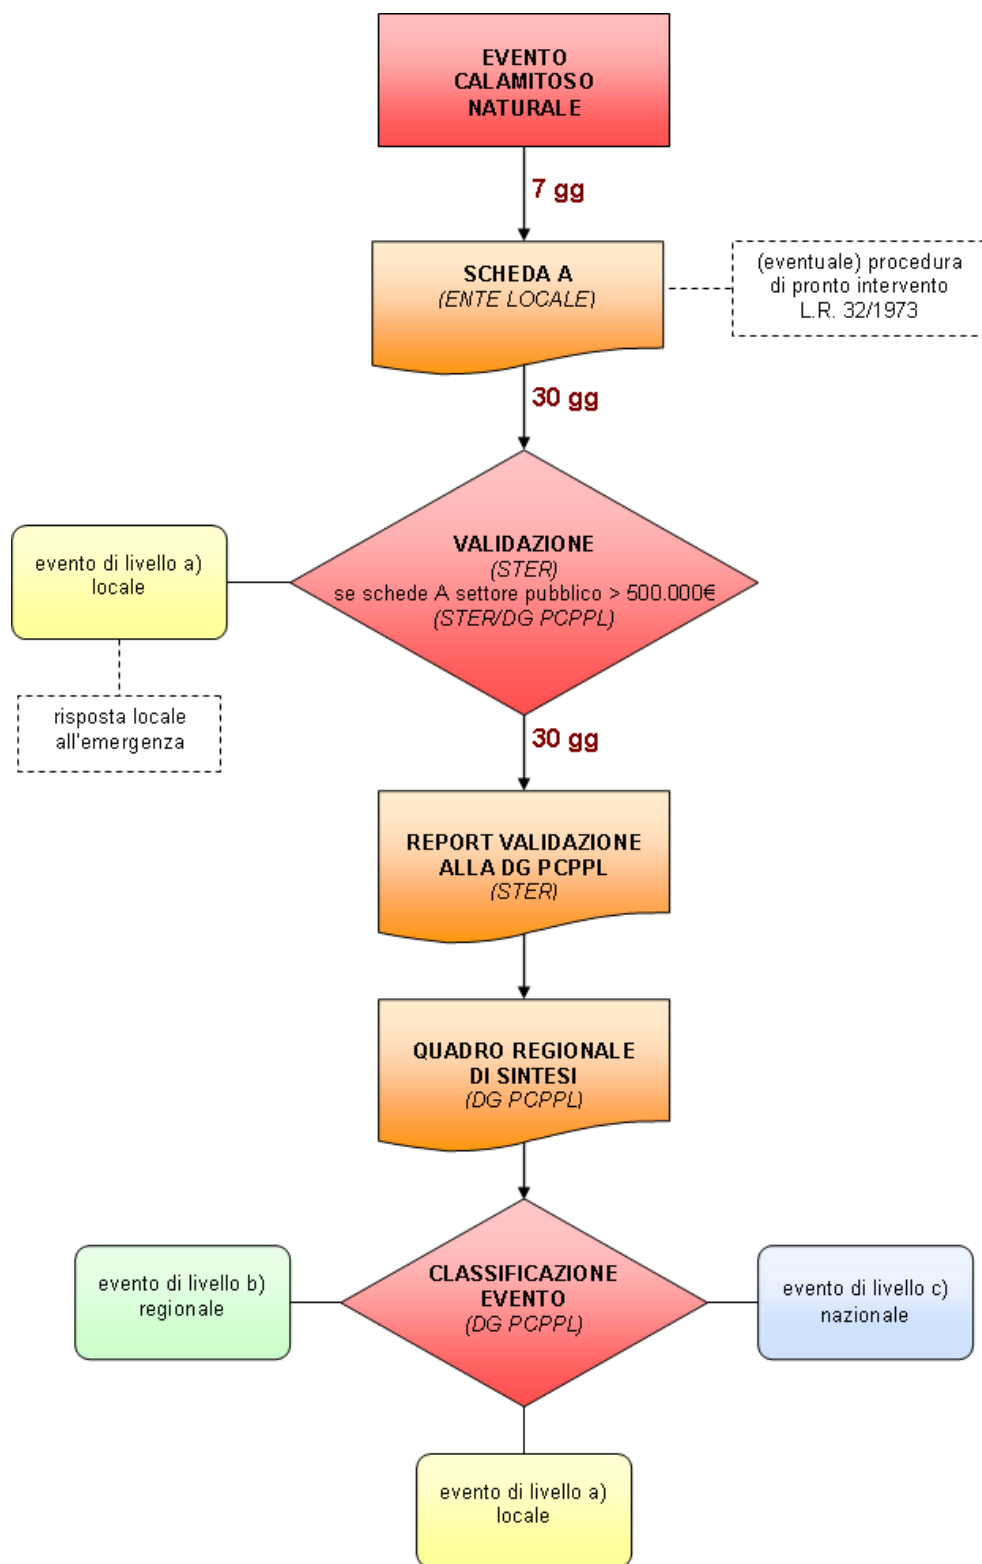 EVENTO
CALAMITOSO
NATURALE
7 gg
SCHEDA A
(ENTE LOCALE)
(eventuale) procedura
di pronto intervento
L.R. 32/1973
30 gg
VALIDAZIONE
(STER)
se schede A settore pubblico > 500.000€
(STER/DG PCPPL)
evento di livello a)
locale
risposta locale
all'emergenza
30 gg
REPORT VALIDAZIONE
ALLA DG PCPPL
(STER)
QUADRO REGIONALE
DI SINTESI
(DG PCPPL)
CLASSIFICAZIONE
EVENTO
(DG PCPPL)
evento di livello b)
regionale
evento di livello c)
nazionale
evento di livello a)
locale